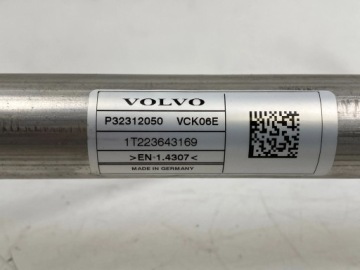 VOLVO
P32312050 VCK06E
1T223643169
>EN-1.4307<
MADE IN GERMANY